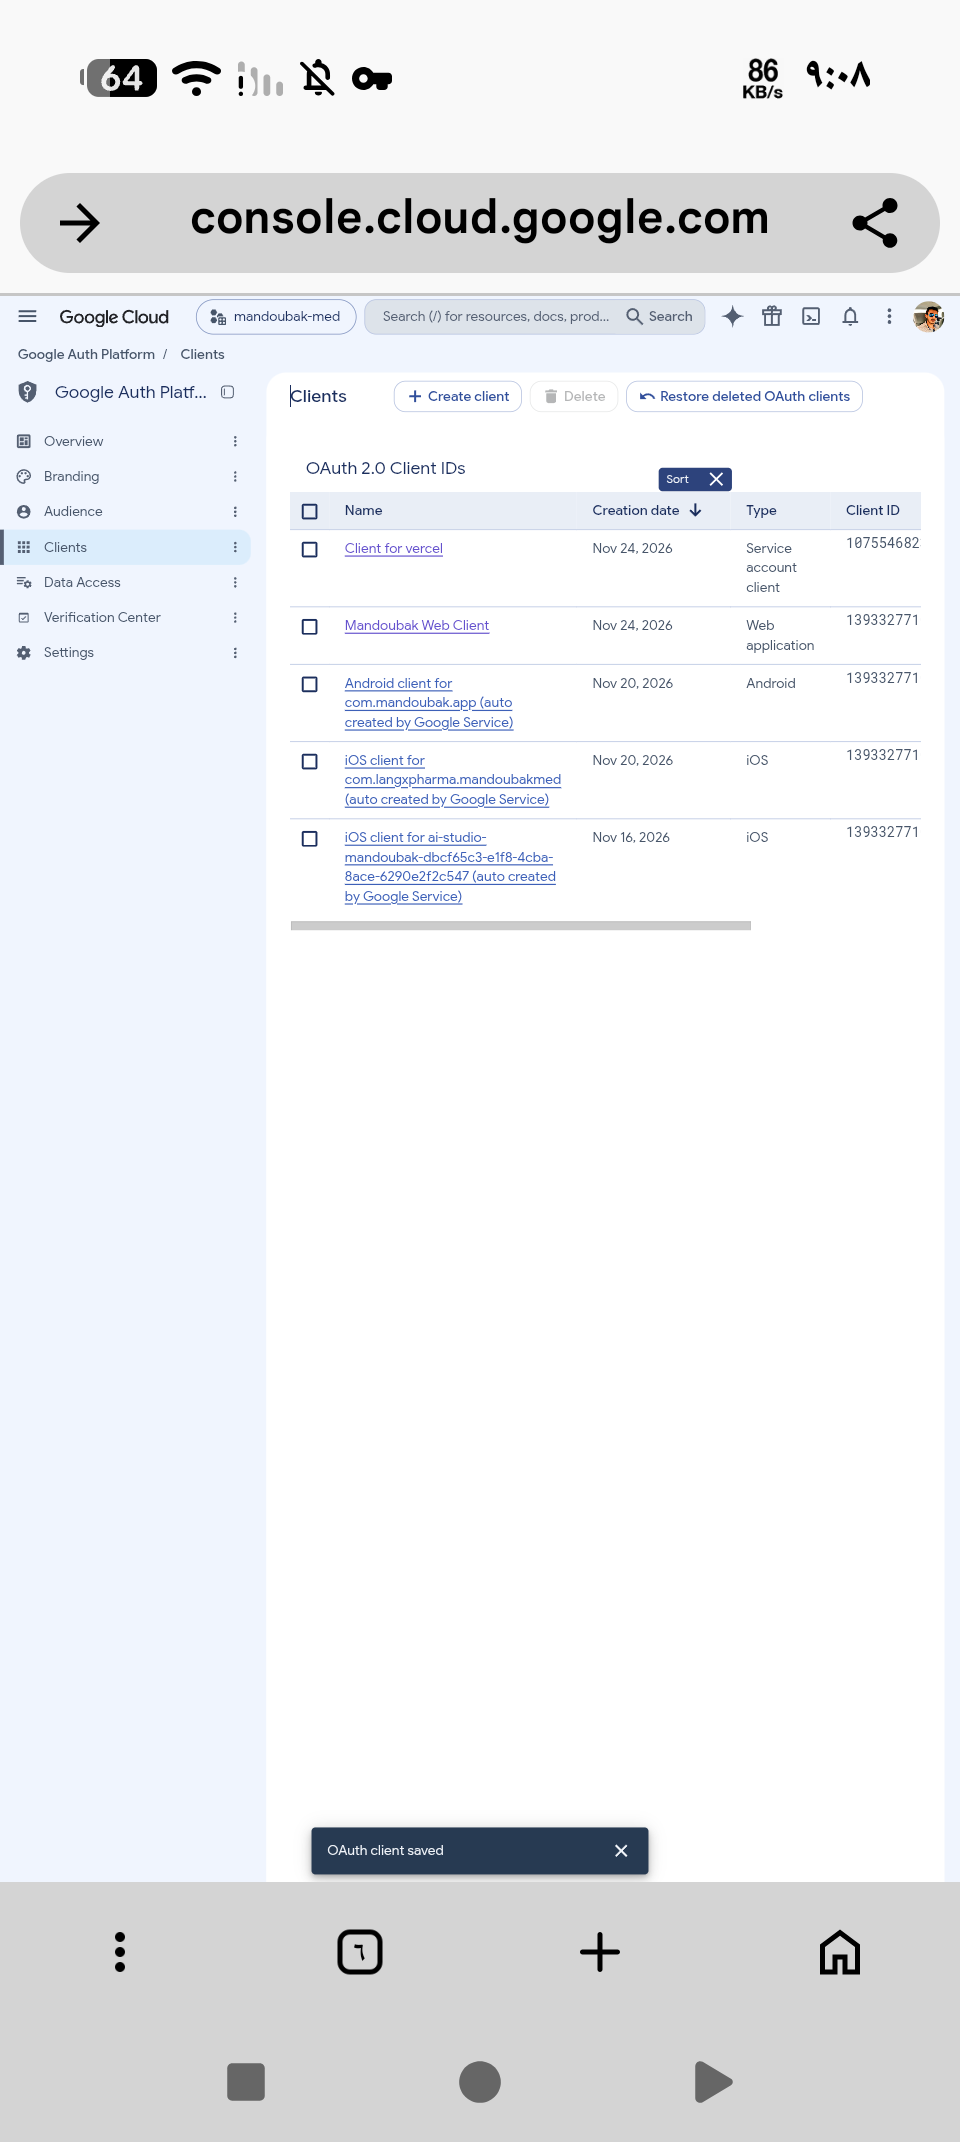 64
86
KB/s
٩:٠٨
console.cloud.google.com
Google Cloud
mandoubak-med
Search (/) for resources, docs, prod...
Search
Google Auth Platform / Clients
Google Auth Platf...
Overview
Branding
Audience
Clients
Data Access
Verification Center
Settings
Clients
Create client
Delete
Restore deleted OAuth clients
OAuth 2.0 Client IDs
Sort
Name
Creation date
Type
Client ID
Client for vercel
Nov 24, 2026
Service
account
client
107554682
Mandoubak Web Client
Nov 24, 2026
Web
application
139332771
Android client for
com.mandoubak.app (auto
created by Google Service)
Nov 20, 2026
Android
139332771
iOS client for
com.langxpharma.mandoubakmed
(auto created by Google Service)
Nov 20, 2026
iOS
139332771
iOS client for ai-studio-
mandoubak-dbcf65c3-e1f8-4cba-
8ace-6290e2f2c547 (auto created
by Google Service)
Nov 16, 2026
iOS
139332771
OAuth client saved
٦